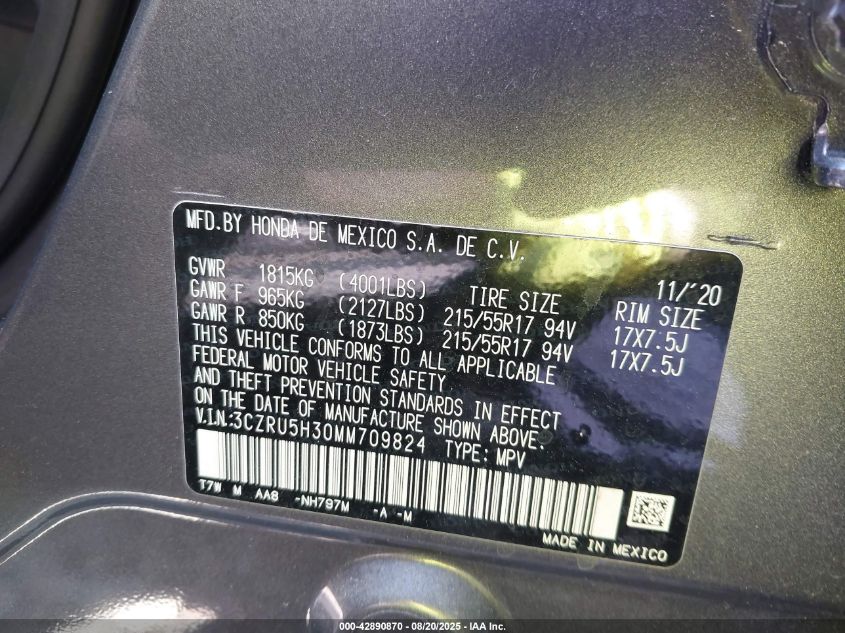 MFD.BY HONDA DE MEXICO S.A. DE C.V.
11/'20
GVWR 1815KG (4001LBS) TIRE SIZE RIM SIZE
GAWR F 965KG (2127LBS) 215/55R17 94V 17X7.5J
GAWR R 850KG (1873LBS) 215/55R17 94V 17X7.5J
THIS VEHICLE CONFORMS TO ALL APPLICABLE
FEDERAL MOTOR VEHICLE SAFETY
AND THEFT PREVENTION STANDARDS IN EFFECT
ON THE DATE OF MANUFACTURE SHOWN ABOVE.
V.I.N:3CZRU5H30MM709824 TYPE: MPV
T7W M AA8 -NH797M -A -M
MADE IN MEXICO
000-42890870 - 08/20/2025 - IAA Inc.